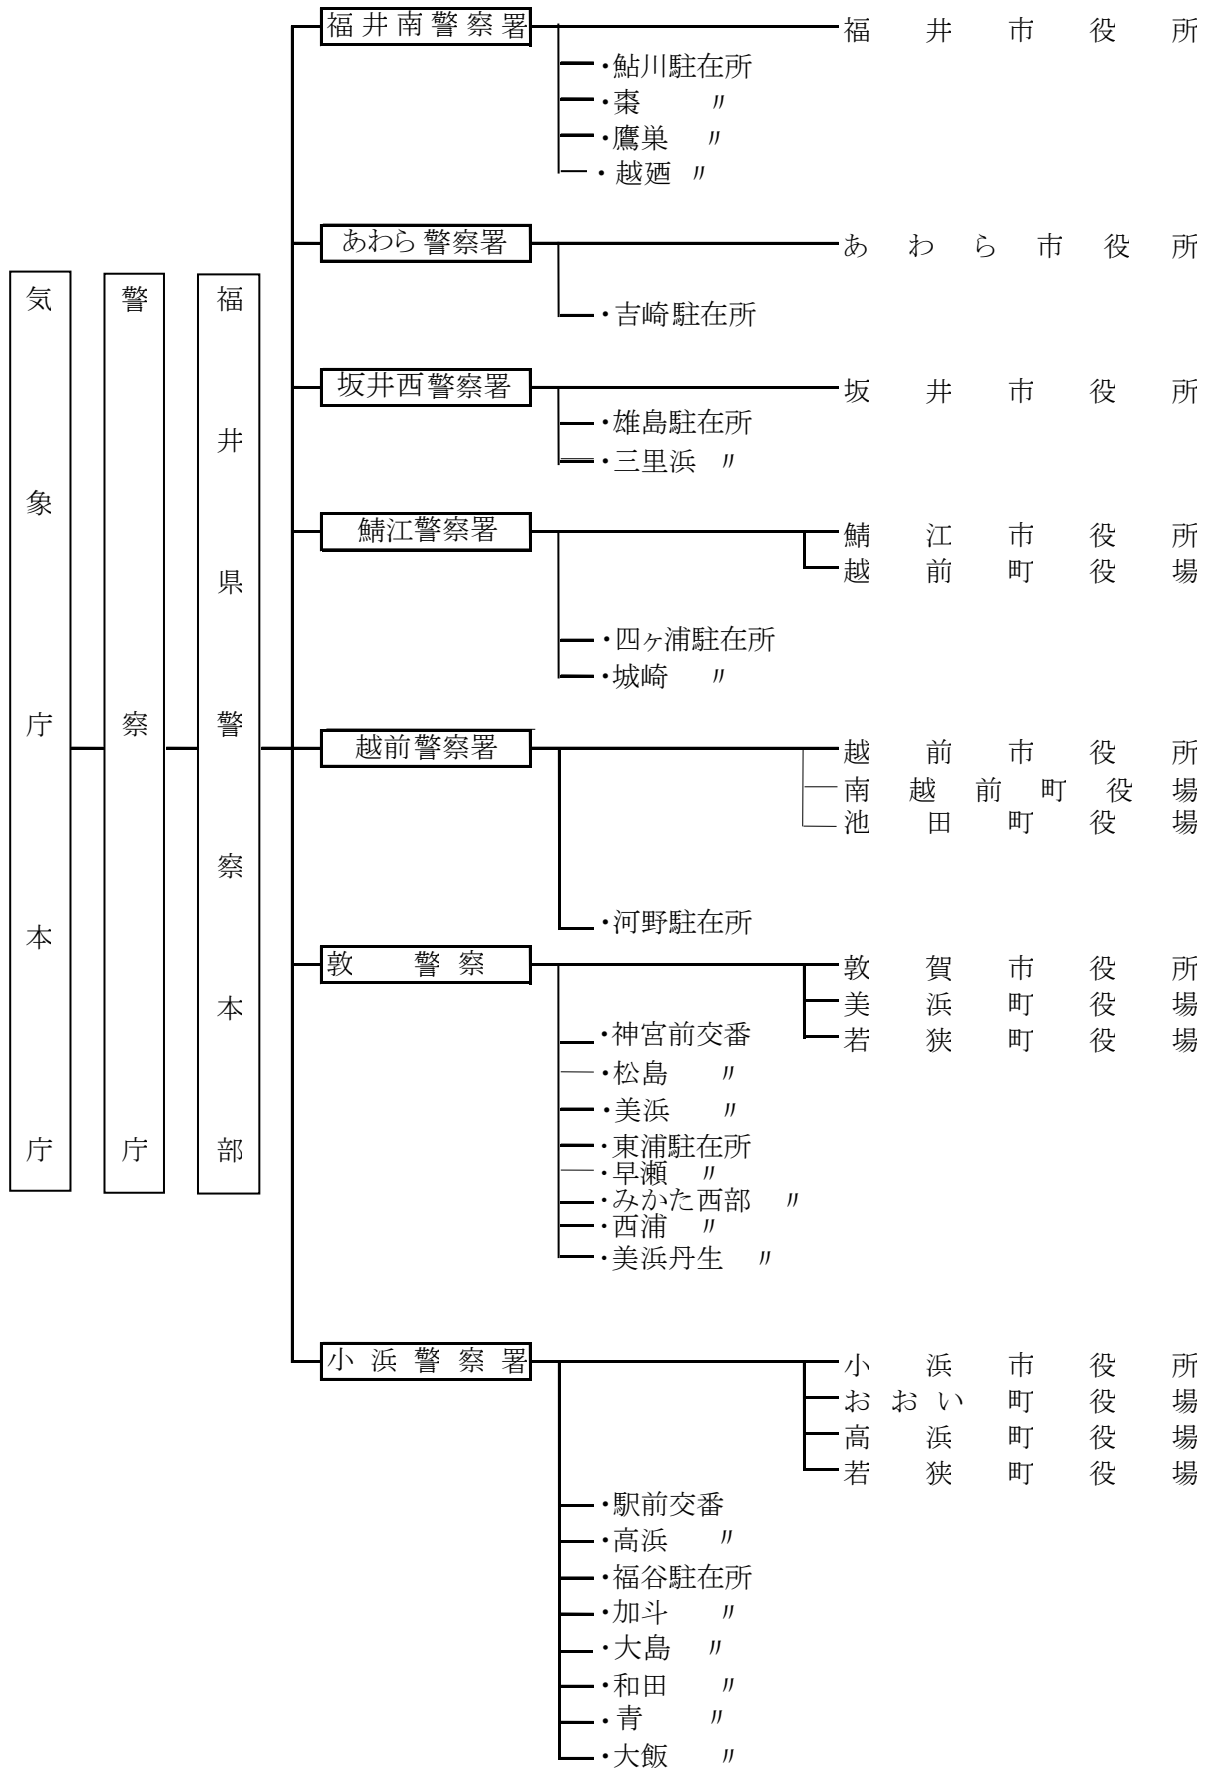 気象庁本庁
警察庁
福井県警察本部
福井南警察署
福井市役所
・鮎川駐在所
・棗 〃
・鷹巣 〃
・越廼 〃
あわら警察署
あわら市役所
・吉崎駐在所
坂井西警察署
坂井市役所
・雄島駐在所
・三里浜 〃
鯖江警察署
鯖江市役所
越前町役場
・四ヶ浦駐在所
・城崎 〃
越前警察署
越前市役所
南越前町役場
池田町役場
・河野駐在所
敦 警察
敦賀市役所
美浜町役場
若狭町役場
・神宮前交番
・松島 〃
・美浜 〃
・東浦駐在所
・早瀬 〃
・みかた西部 〃
・西浦 〃
・美浜丹生 〃
小浜警察署
小浜市役所
おおい町役場
高浜町役場
若狭町役場
・駅前交番
・高浜 〃
・福谷駐在所
・加斗 〃
・大島 〃
・和田 〃
・青 〃
・大飯 〃